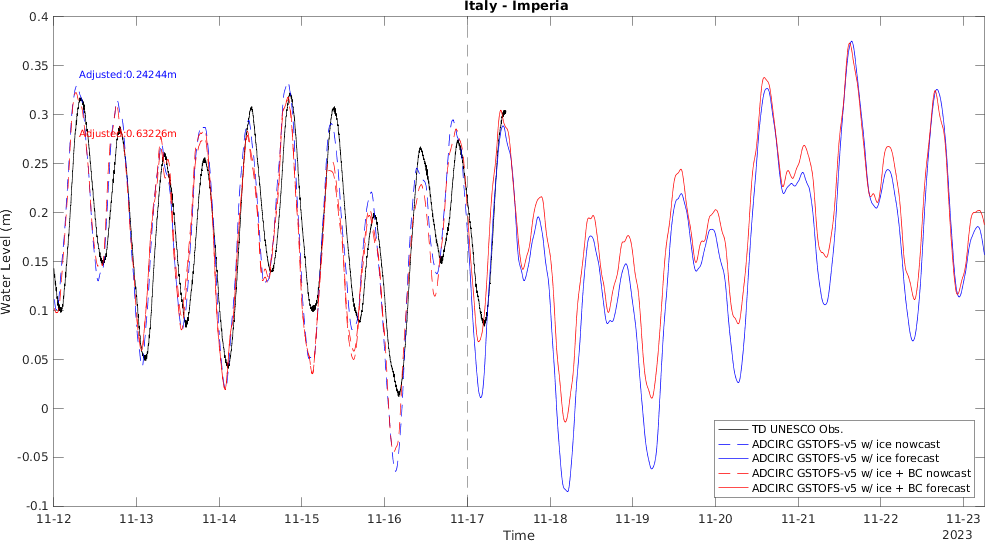 Italy - Imperia
0.4
0.35
0.3
0.25
0.2
0.15
0.1
0.05
0
-0.05
-0.1
Water Level (m)
Adjusted:0.24244m
Adjusted:0.63226m
TD UNESCO Obs.
ADCIRC GSTOFS-v5 w/ ice nowcast
ADCIRC GSTOFS-v5 w/ ice forecast
ADCIRC GSTOFS-v5 w/ ice + BC nowcast
ADCIRC GSTOFS-v5 w/ ice + BC forecast
11-12 11-13 11-14 11-15 11-16 11-17 11-18 11-19 11-20 11-21 11-22 11-23
Time
2023